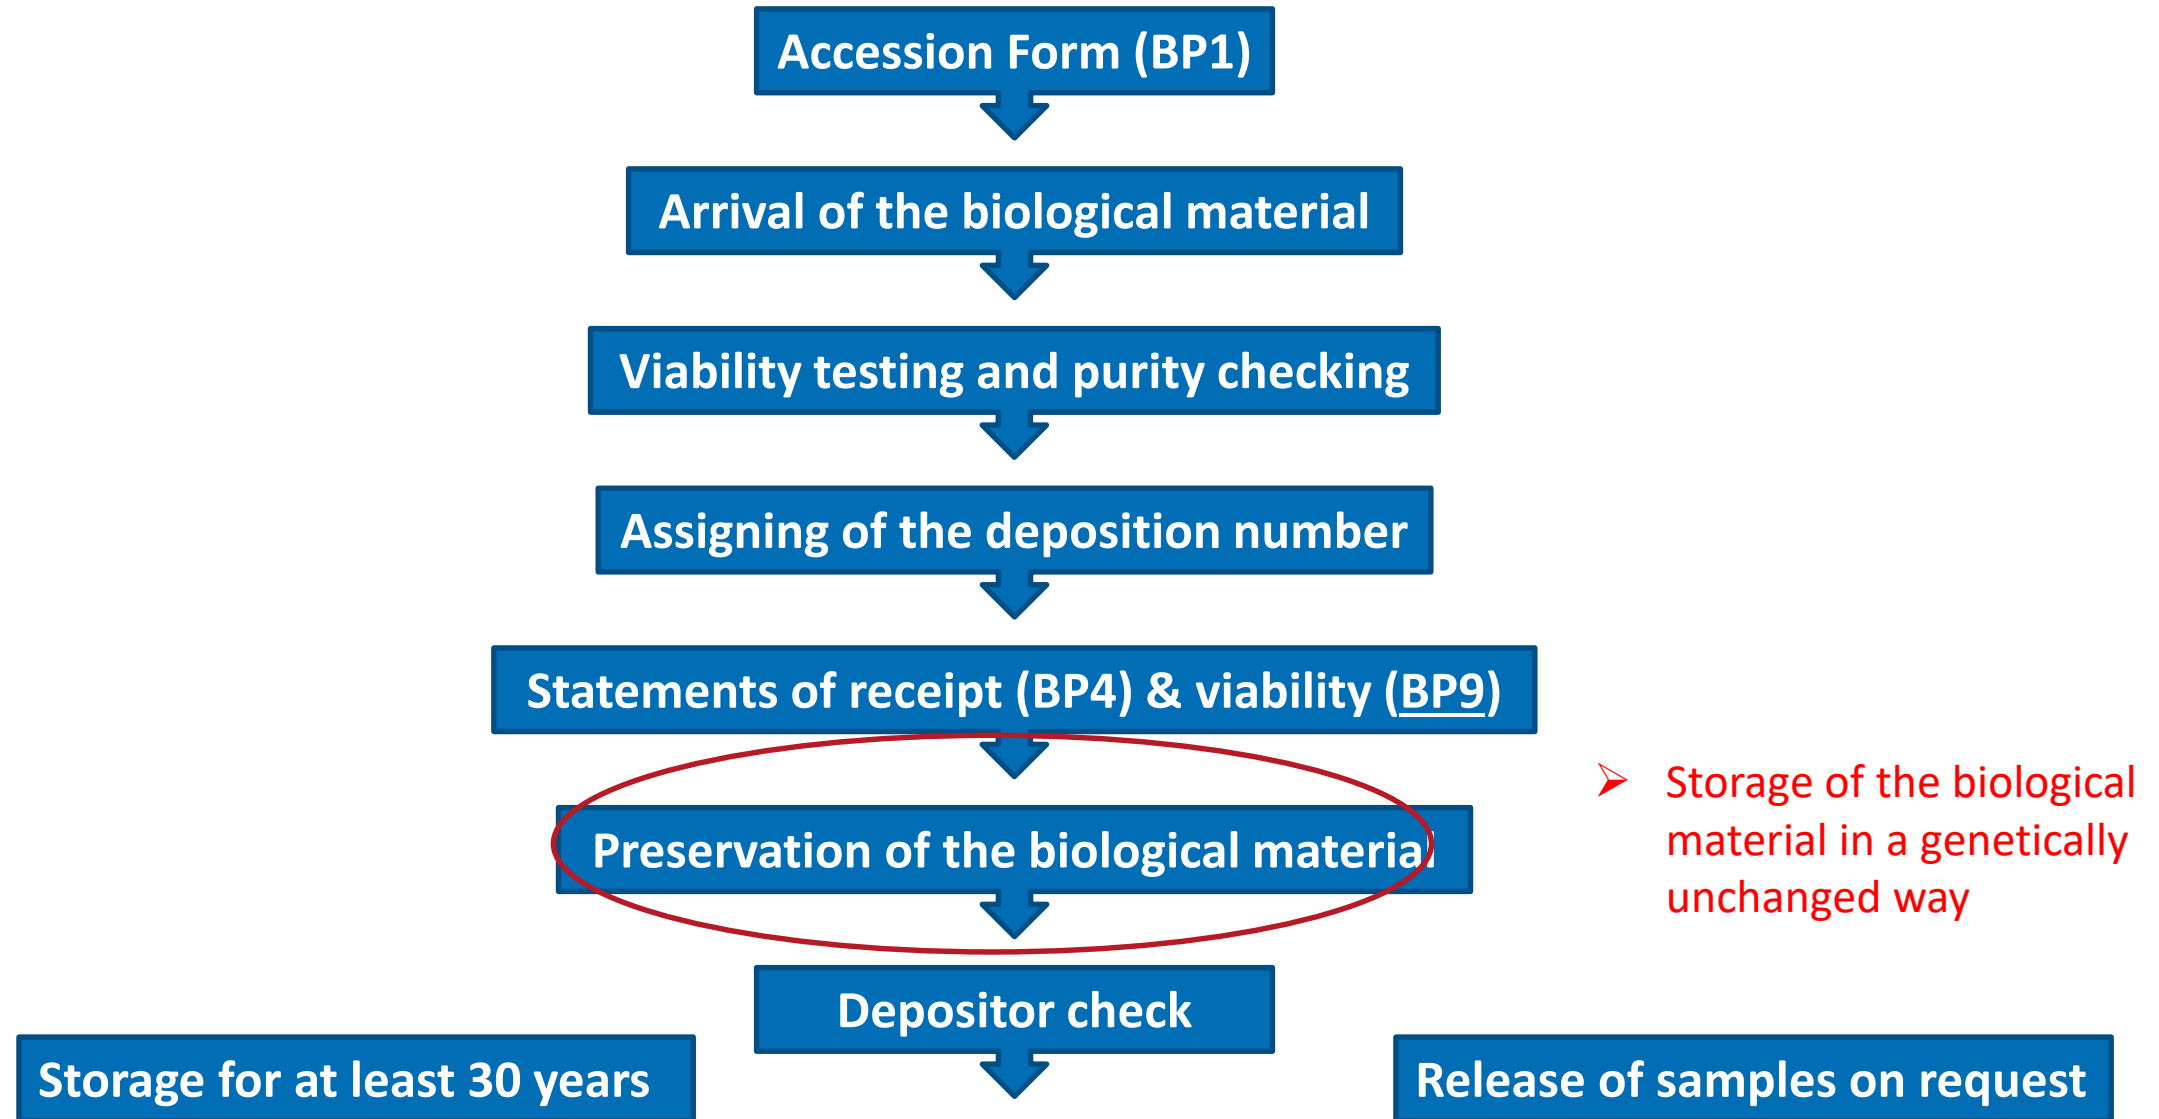 Accession Form (BP1)
Arrival of the biological material
Viability testing and purity checking
Assigning of the deposition number
Statements of receipt (BP4) & viability (BP9)
Preservation of the biological material
Storage of the biological
material in a genetically
unchanged way
Depositor check
Storage for at least 30 years
Release of samples on request